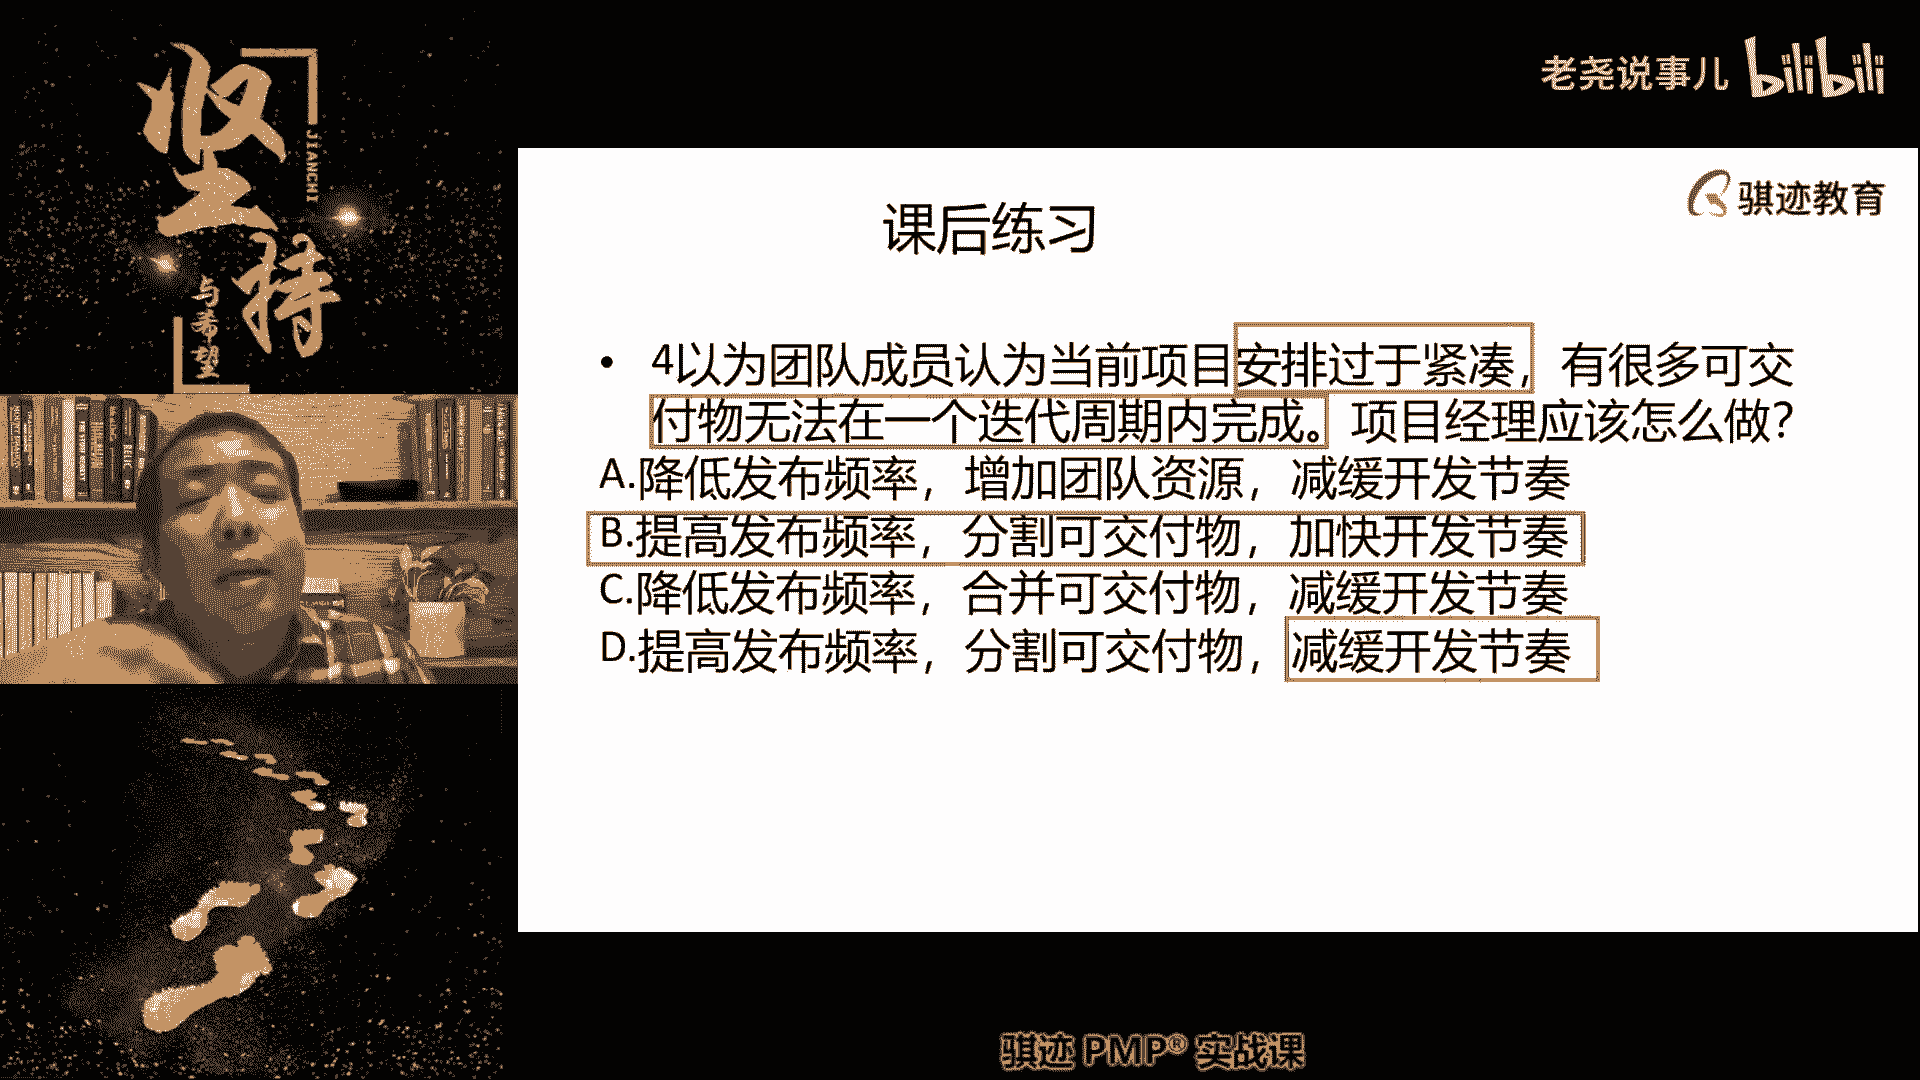 坚持
JIANCHI
与希望
老尧说事儿 bilibili
骐迹教育
课后练习
• 4以为团队成员认为当前项目安排过于紧凑，有很多可交
付物无法在一个迭代周期内完成。项目经理应该怎么做？
A.降低发布频率，增加团队资源，减缓开发节奏
B.提高发布频率，分割可交付物，加快开发节奏
C.降低发布频率，合并可交付物，减缓开发节奏
D.提高发布频率，分割可交付物，减缓开发节奏
骐迹 PMP® 实战课